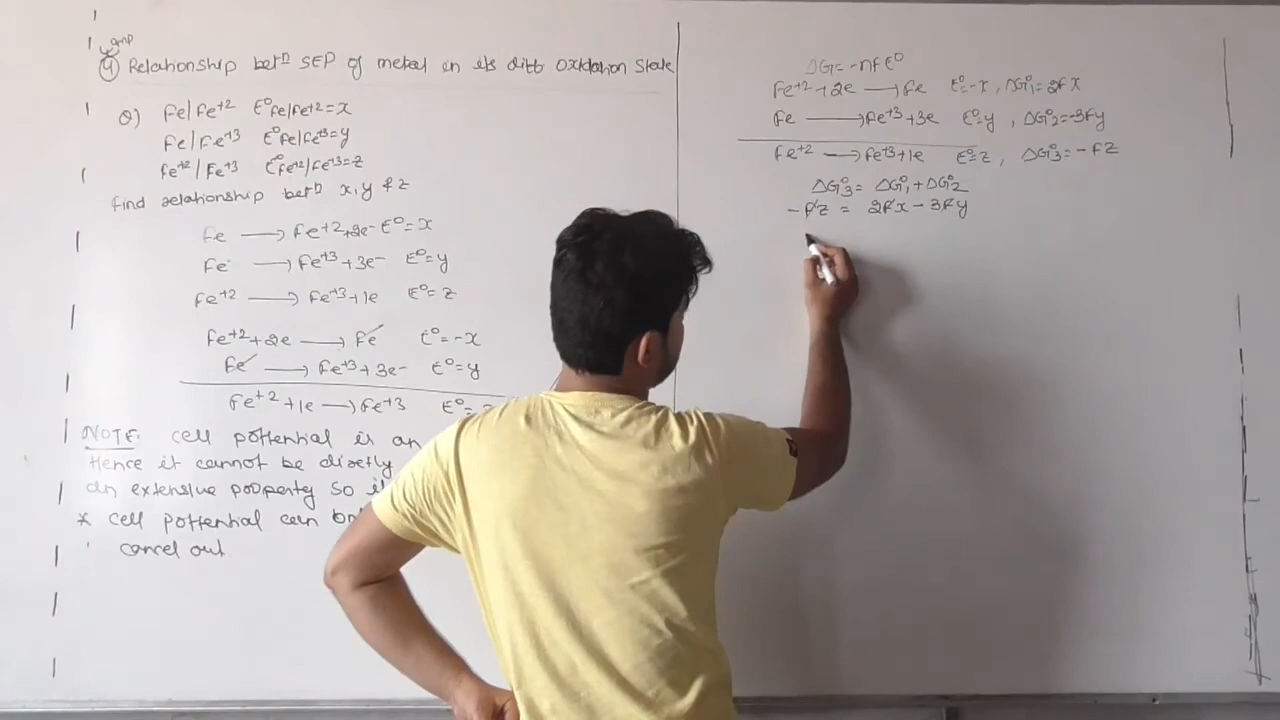 Imp
④ Relationship betn SEP of metal in its diff Oxidation State
Q) Fe/Fe+2 E°Fe/Fe+2=x
Fe/Fe+3 E°Fe/Fe+3=y
Fe+2/Fe+3 E°Fe+2/Fe+3=z
find relationship betn x, y & z
Fe ⟶ Fe+2+2e- E°=x
Fe ⟶ Fe+3+3e- E°=y
Fe+2 ⟶ Fe+3+1e E°=z
Fe+2+2e ⟶ Fe E°=-x
Fe ⟶ Fe+3+3e- E°=y
Fe+2+1e ⟶ Fe+3 E°=
NOTE: cell pottential is an
Hence it cannot be directly
an extensive property so i
* cell pottential can on
cancel out.
ΔG=-nFE°
Fe+2+2e ⟶ Fe E°=-x, ΔG°1=2Fx
Fe ⟶ Fe+3+3e E°=y, ΔG°2=-3Fy
Fe+2 ⟶ Fe+3+1e E°=z, ΔG°3=-Fz
ΔG°3= ΔG°1+ΔG°2
-Fz = 2Fx-3Fy